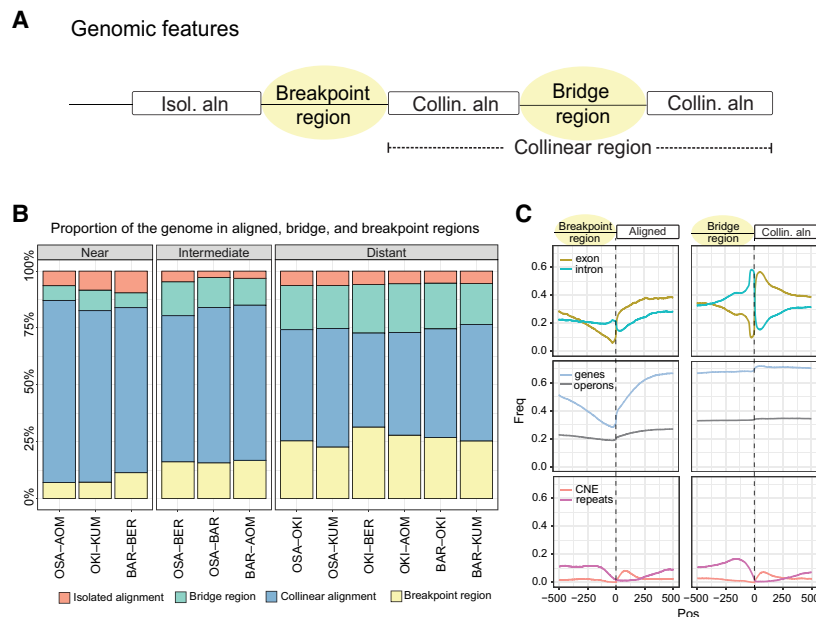 A
Genomic features
Isol. aln
Breakpoint region
Collin. aln
Bridge region
Collin. aln
Collinear region
B
Proportion of the genome in aligned, bridge, and breakpoint regions
Near
Intermediate
Distant
100%
75%
50%
25%
0%
OSA–AOM
OKI–KUM
BAR–BER
OSA–BER
OSA–BAR
BAR–AOM
OSA–OKI
OSA–KUM
OKI–BER
OKI–AOM
BAR–OKI
BAR–KUM
Isolated alignment
Bridge region
Collinear alignment
Breakpoint region
C
Breakpoint region
Aligned
Bridge region
Collin. aln
exon
intron
0.6
0.4
0.2
0.0
genes
operons
0.6
0.4
0.2
0.0
CNE
repeats
0.6
0.4
0.2
0.0
Freq
−500 −250 0 250 500
−500 −250 0 250 500
Pos